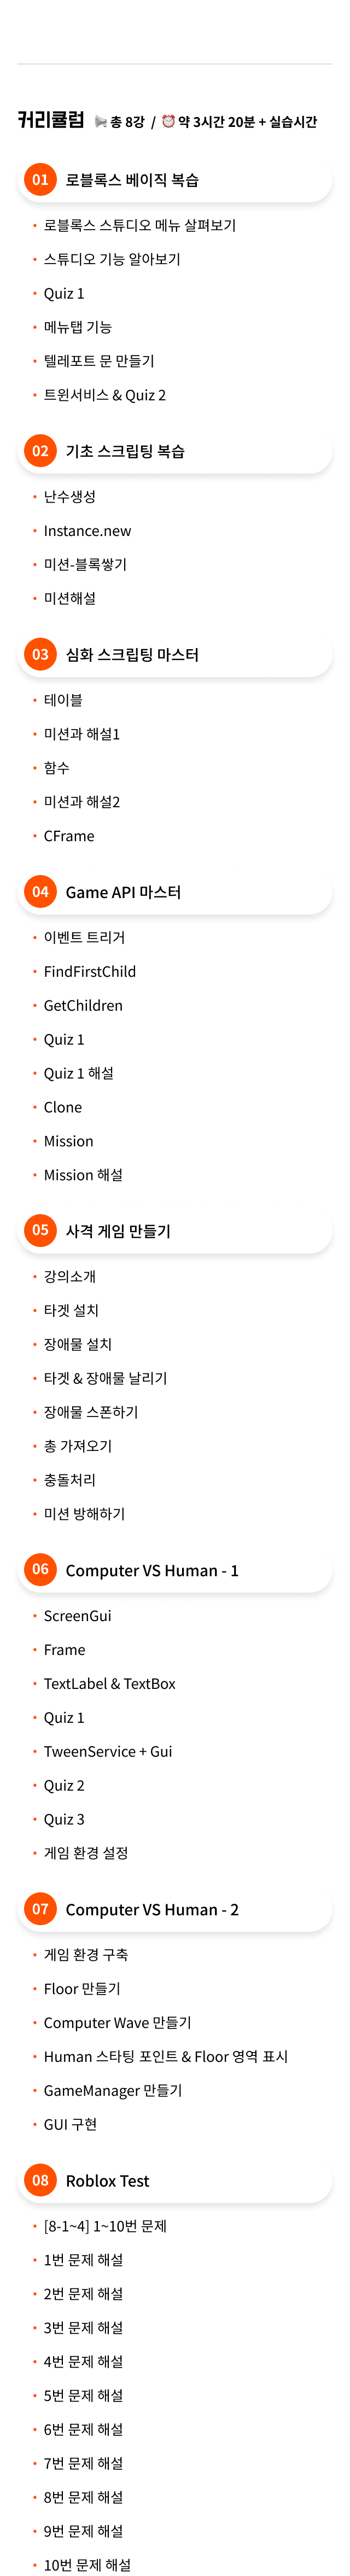 커리큘럼 총 8강 / 약 3시간 20분 + 실습시간
01 로블록스 베이직 복습
• 로블록스 스튜디오 메뉴 살펴보기
• 스튜디오 기능 알아보기
• Quiz 1
• 메뉴탭 기능
• 텔레포트 문 만들기
• 트윈서비스 & Quiz 2
02 기초 스크립팅 복습
• 난수생성
• Instance.new
• 미션-블록쌓기
• 미션해설
03 심화 스크립팅 마스터
• 테이블
• 미션과 해설1
• 함수
• 미션과 해설2
• CFrame
04 Game API 마스터
• 이벤트 트리거
• FindFirstChild
• GetChildren
• Quiz 1
• Quiz 1 해설
• Clone
• Mission
• Mission 해설
05 사격 게임 만들기
• 강의소개
• 타겟 설치
• 장애물 설치
• 타겟 & 장애물 날리기
• 장애물 스폰하기
• 총 가져오기
• 충돌처리
• 미션 방해하기
06 Computer VS Human - 1
• ScreenGui
• Frame
• TextLabel & TextBox
• Quiz 1
• TweenService + Gui
• Quiz 2
• Quiz 3
• 게임 환경 설정
07 Computer VS Human - 2
• 게임 환경 구축
• Floor 만들기
• Computer Wave 만들기
• Human 스타팅 포인트 & Floor 영역 표시
• GameManager 만들기
• GUI 구현
08 Roblox Test
• [8-1~4] 1~10번 문제
• 1번 문제 해설
• 2번 문제 해설
• 3번 문제 해설
• 4번 문제 해설
• 5번 문제 해설
• 6번 문제 해설
• 7번 문제 해설
• 8번 문제 해설
• 9번 문제 해설
• 10번 문제 해설